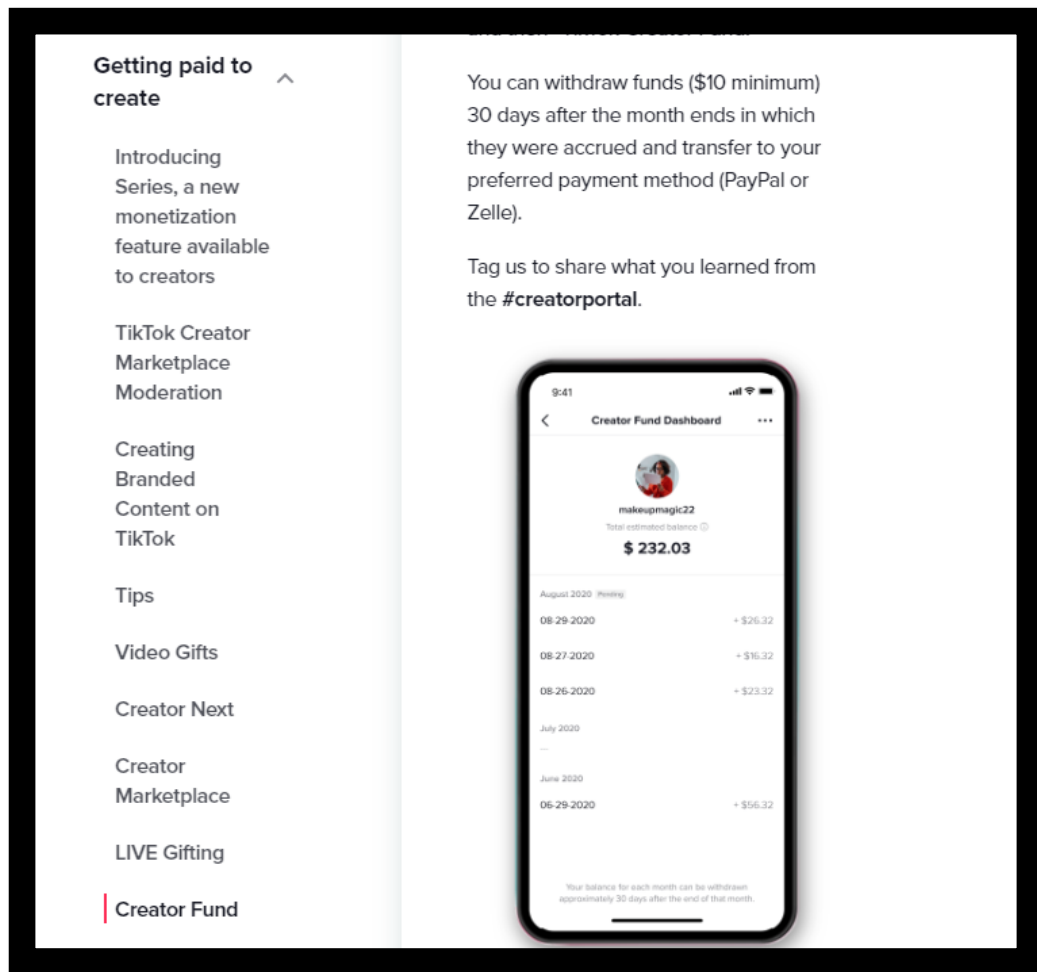 Getting paid to
create
Introducing
Series, a new
monetization
feature available
to creators
TikTok Creator
Marketplace
Moderation
Creating
Branded
Content on
TikTok
Tips
Video Gifts
Creator Next
Creator
Marketplace
LIVE Gifting
Creator Fund
You can withdraw funds ($10 minimum)
30 days after the month ends in which
they were accrued and transfer to your
preferred payment method (PayPal or
Zelle).
Tag us to share what you learned from
the #creatorportal.
9:41
Creator Fund Dashboard
makeupmagic22
Total estimated balance
$ 232.03
August 2020 Pending
08-29-2020 + $26.32
08-27-2020 + $16.32
08-26-2020 + $23.32
July 2020
—
June 2020
06-29-2020 + $56.32
Your balance for each month can be withdrawn
approximately 30 days after the end of that month.